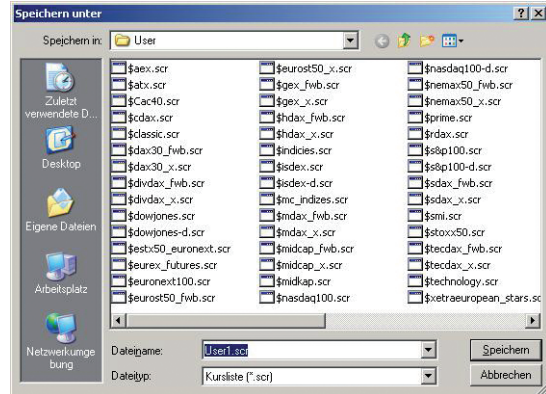 Speichern unter
Speichern in:
User
Zuletzt
verwendete D...
Desktop
Eigene Dateien
Arbeitsplatz
Netzwerkumge
bung
$aex.scr
$atx.scr
$Cac40.scr
$cdax.scr
$classic.scr
$dax30_fwb.scr
$dax30_x.scr
$divdax_fwb.scr
$divdax_x.scr
$dowjones.scr
$dowjones-d.scr
$estx50_euronext.scr
$eurex_futures.scr
$euronext100.scr
$eurost50_fwb.scr
$eurost50_x.scr
$gex_fwb.scr
$gex_x.scr
$hdax_fwb.scr
$hdax_x.scr
$indicies.scr
$isdex.scr
$isdex-d.scr
$mc_indizes.scr
$mdax_fwb.scr
$mdax_x.scr
$midcap_fwb.scr
$midcap_x.scr
$midkap.scr
$nasdaq100.scr
$nasdaq100-d.scr
$nemax50_fwb.scr
$nemax50_x.scr
$prime.scr
$rdax.scr
$s&p100.scr
$s&p100-d.scr
$sdax_fwb.scr
$sdax_x.scr
$smi.scr
$stoxx50.scr
$tecdax_fwb.scr
$tecdax_x.scr
$technology.scr
$xetraeuropean_stars.sc
Dateiname:
User1.scr
Speichern
Dateityp:
Kursliste (*.scr)
Abbrechen